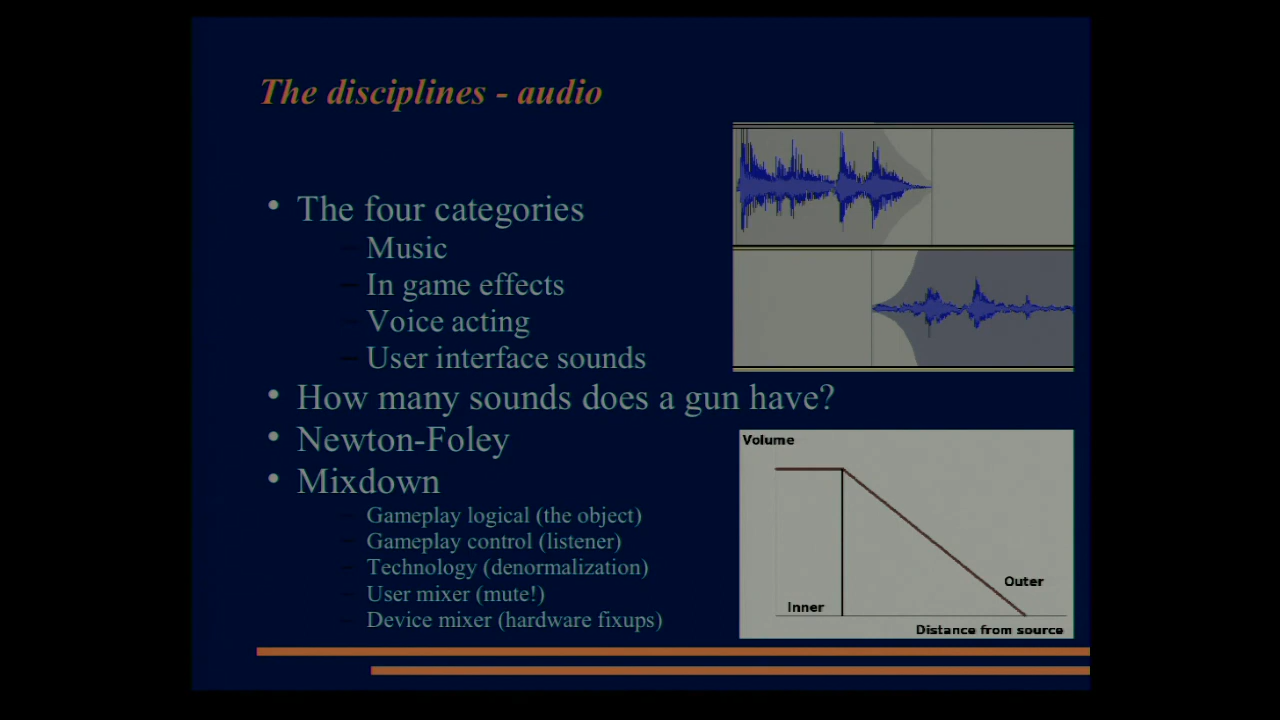 The disciplines - audio
• The four categories
– Music
– In game effects
– Voice acting
– User interface sounds
• How many sounds does a gun have?
• Newton-Foley
• Mixdown
– Gameplay logical (the object)
– Gameplay control (listener)
– Technology (denormalization)
– User mixer (mute!)
– Device mixer (hardware fixups)
Volume
Outer
Inner
Distance from source